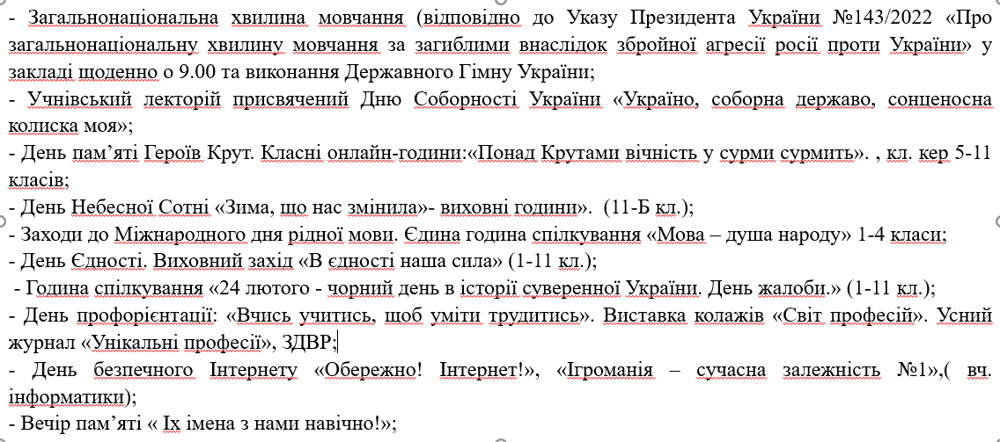 - Загальнонаціональна хвилина мовчання (відповідно до Указу Президента України №143/2022 «Про
загальнонаціональну хвилину мовчання за загиблими внаслідок збройної агресії росії проти України» у
закладі щоденно о 9.00 та виконання Державного Гімну України;
- Учнівський лекторій присвячений Дню Соборності України «Україно, соборна державо, сонценосна
колиска моя»;
- День пам’яті Героїв Крут. Класні онлайн-години:«Понад Крутами вічність у сурми сурмить». , кл. кер 5-11
класів;
- День Небесної Сотні «Зима, що нас змінила»- виховні години». (11-Б кл.);
- Заходи до Міжнародного дня рідної мови. Єдина година спілкування «Мова – душа народу» 1-4 класи;
- День Єдності. Виховний захід «В єдності наша сила» (1-11 кл.);
- Година спілкування «24 лютого - чорний день в історії суверенної України. День жалоби.» (1-11 кл.);
- День профорієнтації: «Вчись учитись, щоб уміти трудитись». Виставка колажів «Світ професій». Усний
журнал «Унікальні професії», ЗДВР;
- День безпечного Інтернету «Обережно! Інтернет!», «Ігроманія – сучасна залежність №1»,( вч.
інформатики);
- Вечір пам’яті « Іх імена з нами навічно!»;